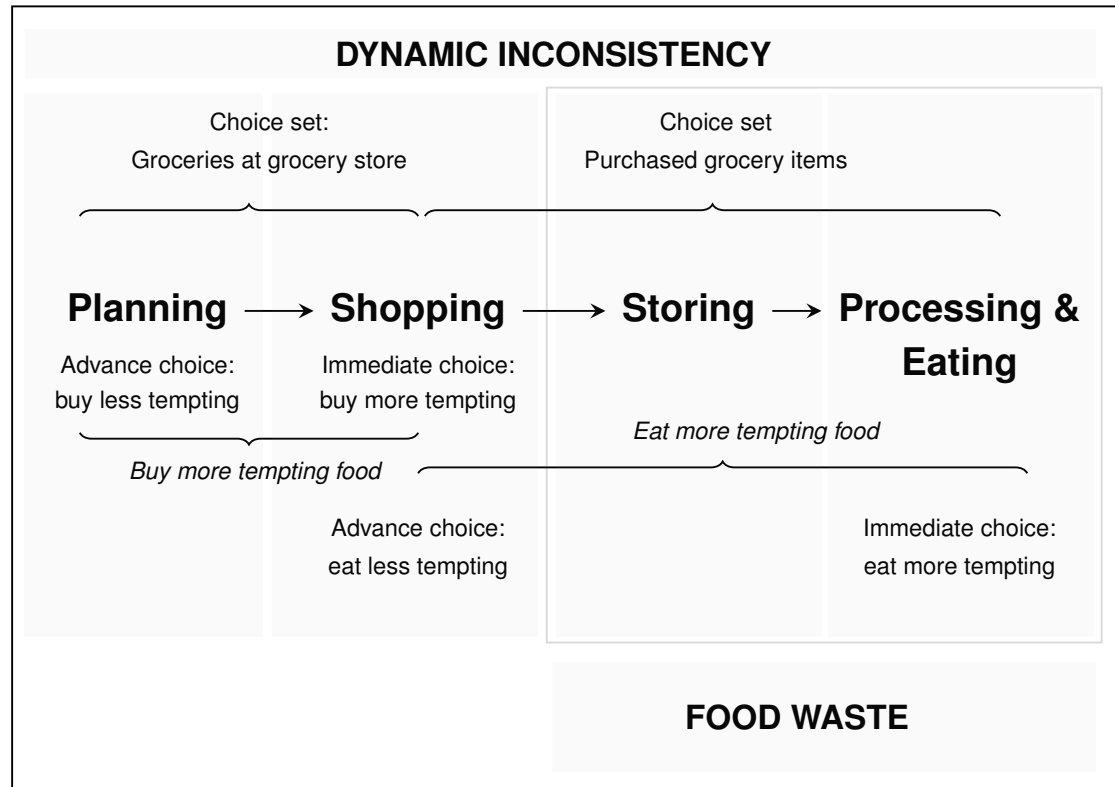 DYNAMIC INCONSISTENCY
Choice set:
Groceries at grocery store
Choice set
Purchased grocery items
Planning
Shopping
Storing
Processing &
Eating
Advance choice:
buy less tempting
Immediate choice:
buy more tempting
Buy more tempting food
Eat more tempting food
Advance choice:
eat less tempting
Immediate choice:
eat more tempting
FOOD WASTE